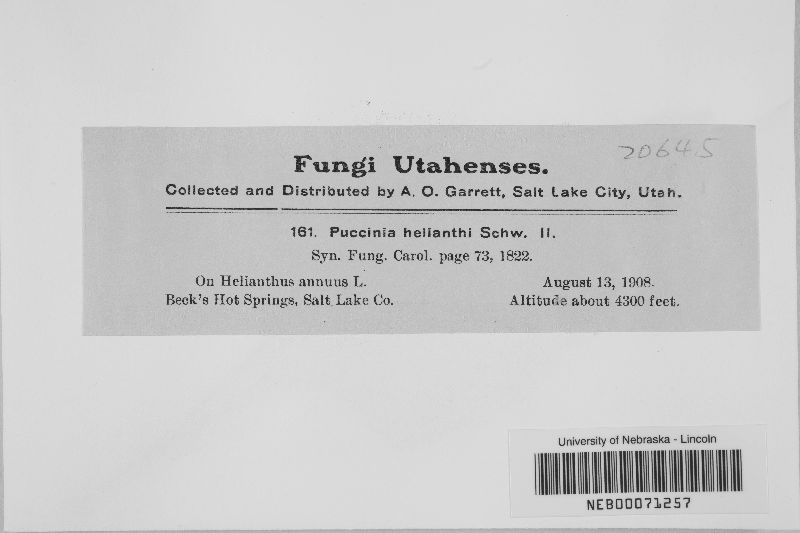 20645
Fungi Utahenses.
Collected and Distributed by A. O. Garrett, Salt Lake City, Utah.
161. Puccinia helianthi Schw. II.
Syn. Fung. Carol. page 73, 1822.
On Helianthus annuus L. August 13, 1908.
Beck's Hot Springs, Salt Lake Co. Altitude about 4300 feet.
University of Nebraska - Lincoln
NEB00071257